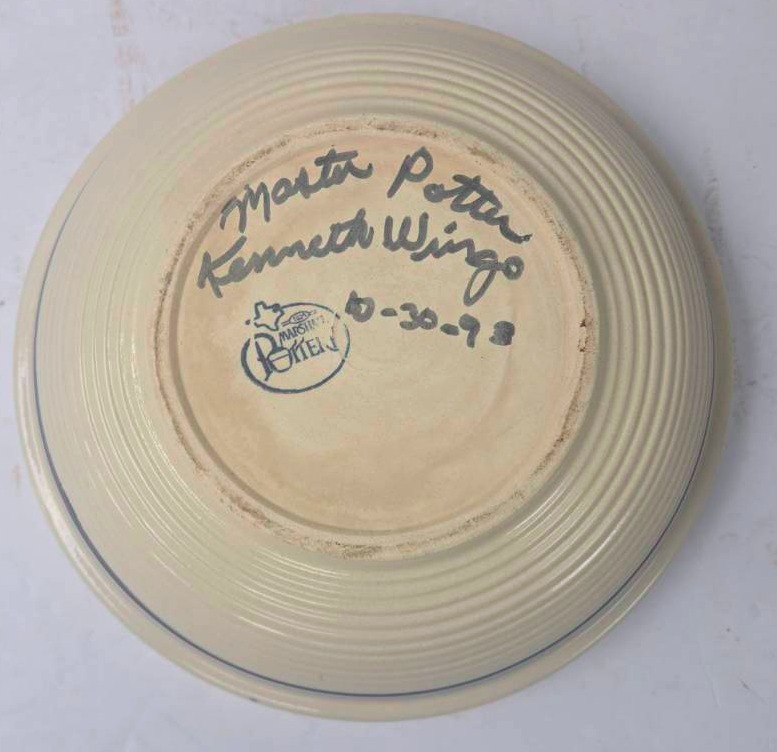 Master Potter
Kenneth Wingo
10-30-98
MARSHALL
POTTERY